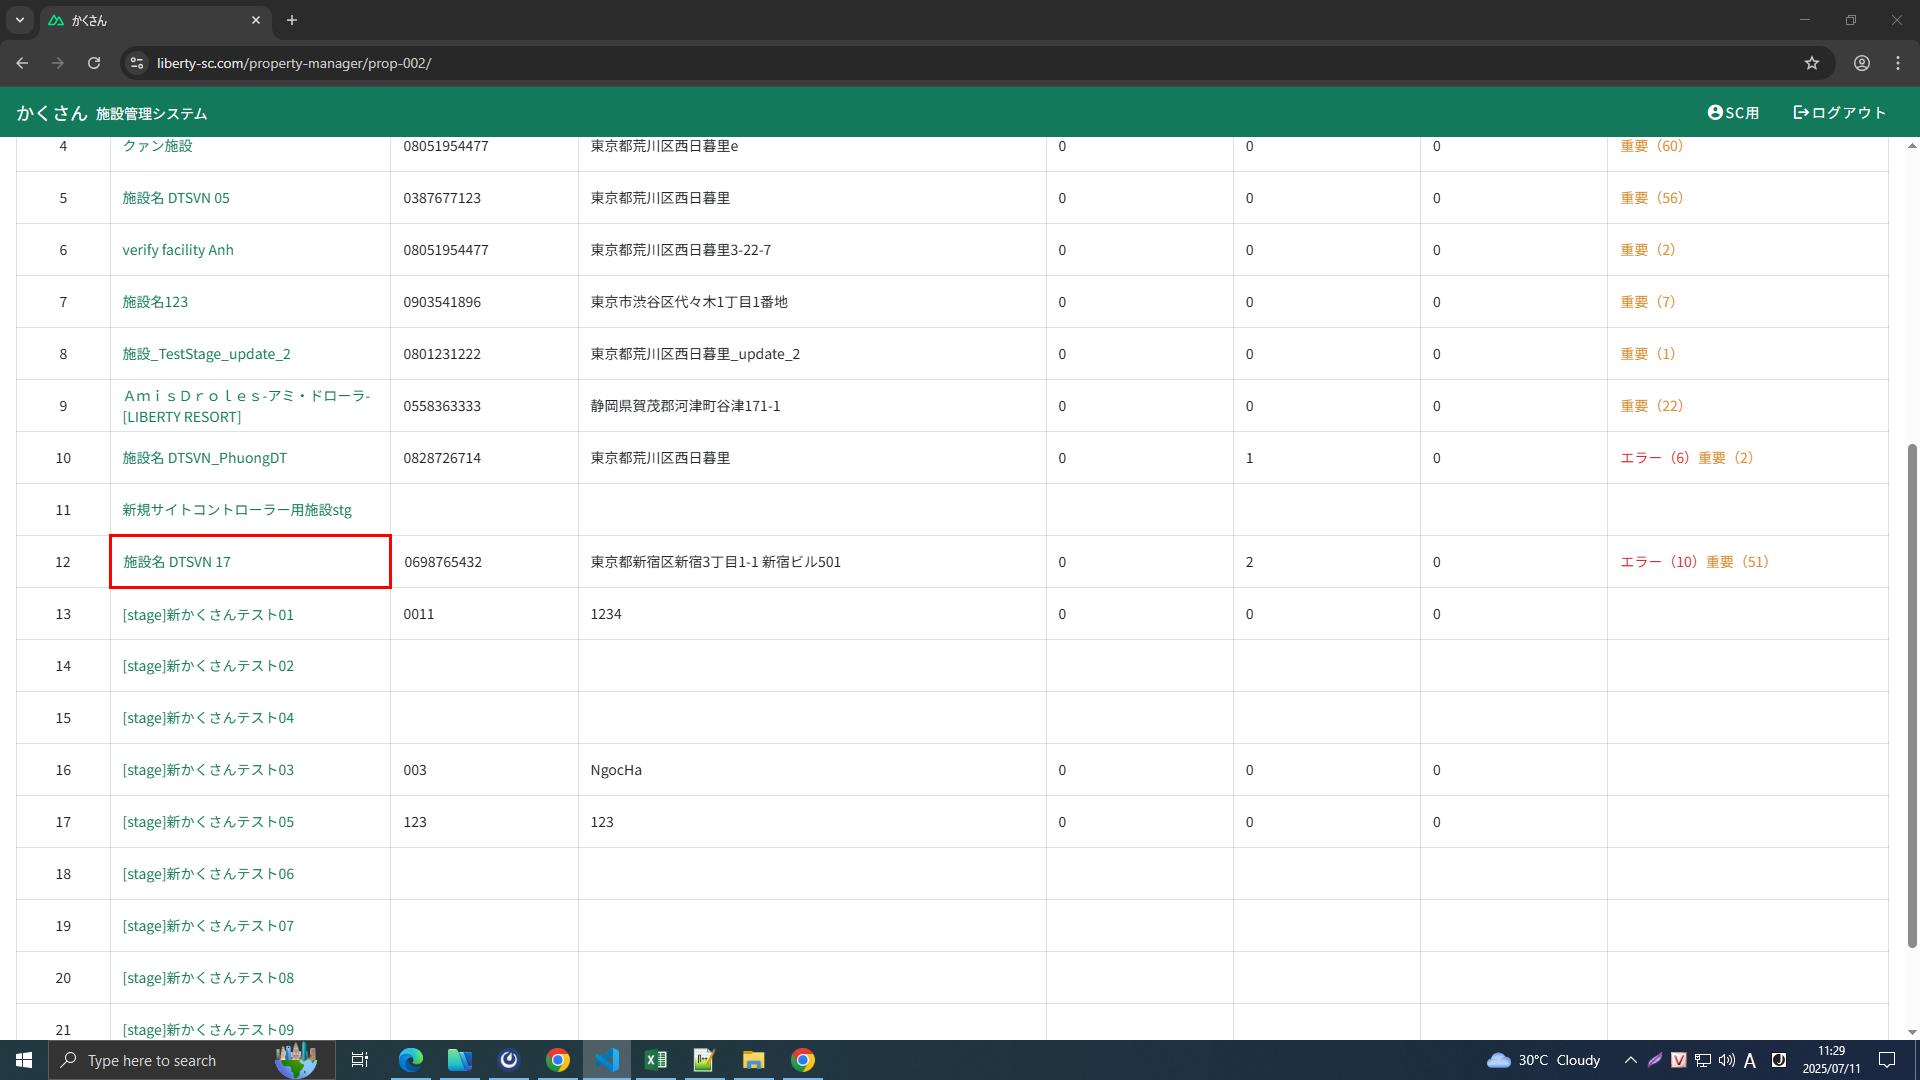 かくさん
liberty-sc.com/property-manager/prop-002/
かくさん 施設管理システム SC用 ログアウト
4 クァン施設 08051954477 東京都荒川区西日暮里e 0 0 0 重要（60）
5 施設名 DTSVN 05 0387677123 東京都荒川区西日暮里 0 0 0 重要（56）
6 verify facility Anh 08051954477 東京都荒川区西日暮里3-22-7 0 0 0 重要（2）
7 施設名123 0903541896 東京市渋谷区代々木1丁目1番地 0 0 0 重要（7）
8 施設_TestStage_update_2 0801231222 東京都荒川区西日暮里_update_2 0 0 0 重要（1）
9 ＡｍｉｓＤｒｏｌｅｓ-アミ・ドローラ-
[LIBERTY RESORT] 0558363333 静岡県賀茂郡河津町谷津171-1 0 0 0 重要（22）
10 施設名 DTSVN_PhuongDT 0828726714 東京都荒川区西日暮里 0 1 0 エラー（6）重要（2）
11 新規サイトコントローラー用施設stg
12 施設名 DTSVN 17 0698765432 東京都新宿区新宿3丁目1-1 新宿ビル501 0 2 0 エラー（10）重要（51）
13 [stage]新かくさんテスト01 0011 1234 0 0 0
14 [stage]新かくさんテスト02
15 [stage]新かくさんテスト04
16 [stage]新かくさんテスト03 003 NgocHa 0 0 0
17 [stage]新かくさんテスト05 123 123 0 0 0
18 [stage]新かくさんテスト06
19 [stage]新かくさんテスト07
20 [stage]新かくさんテスト08
21 [stage]新かくさんテスト09
Type here to search 30°C Cloudy A 11:29
2025/07/11